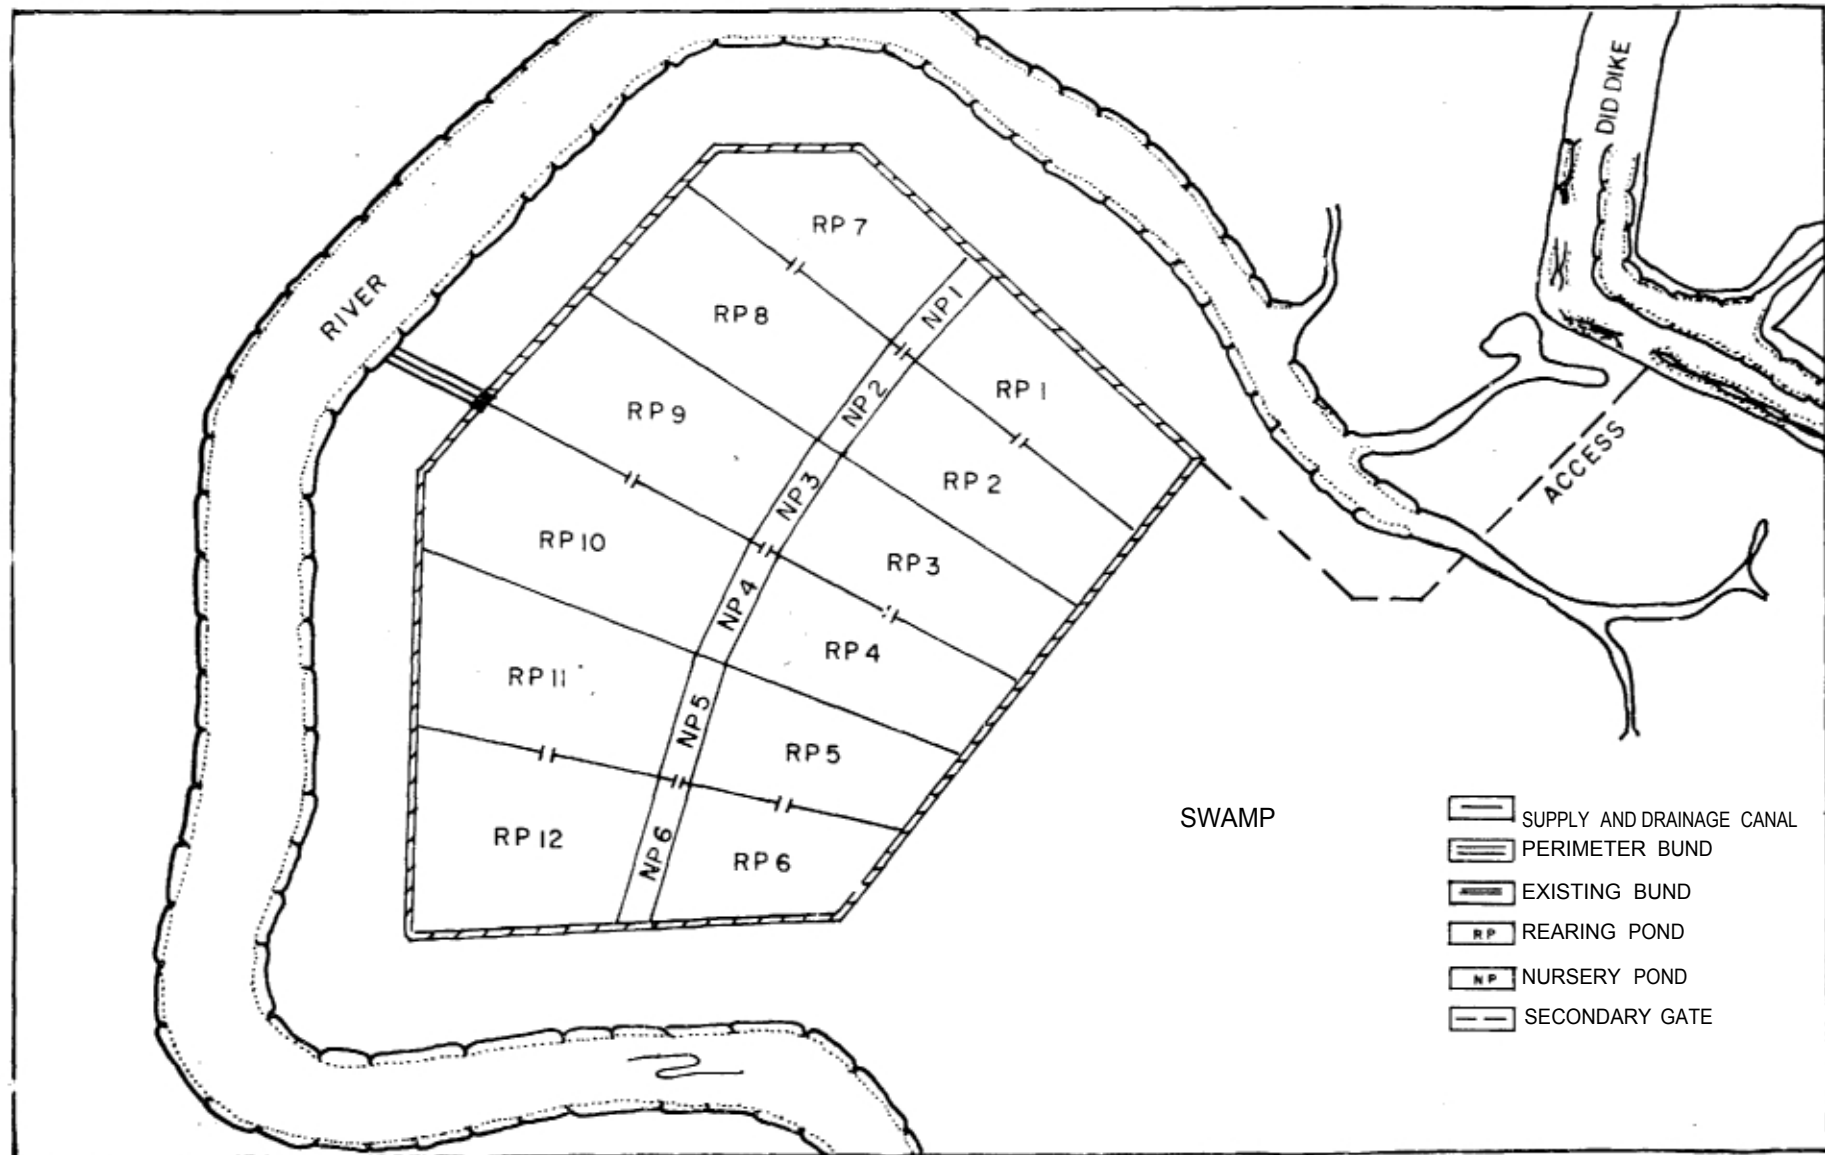 DID DIKE
RP 7
RIVER
NP 1
RP 8
RP 1
NP 2
RP 9
RP 2
ACCESS
NP 3
RP 10
RP 3
NP 4
RP 4
RP 11
NP 5
RP 5
RP 12
NP 6
RP 6
SWAMP
SUPPLY AND DRAINAGE CANAL
PERIMETER BUND
EXISTING BUND
RP REARING POND
NP NURSERY POND
SECONDARY GATE